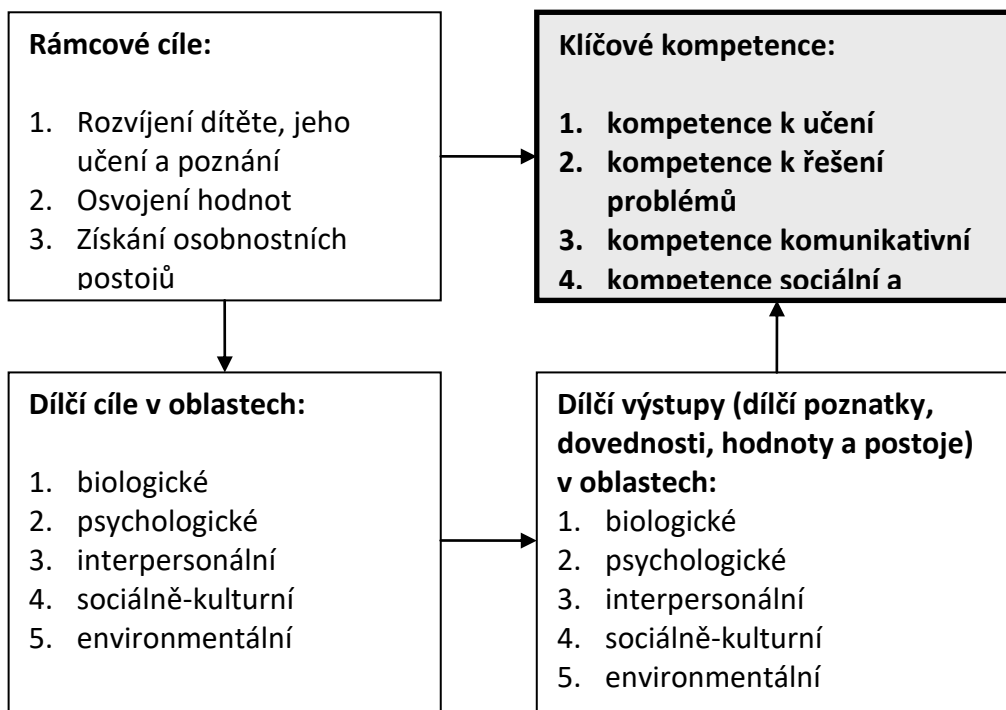 Rámcové cíle:
1. Rozvíjení dítěte, jeho
učení a poznání
2. Osvojení hodnot
3. Získání osobnostních
postojů
Klíčové kompetence:
1. kompetence k učení
2. kompetence k řešení
problémů
3. kompetence komunikativní
4. kompetence sociální a
Dílčí cíle v oblastech:
1. biologické
2. psychologické
3. interpersonální
4. sociálně-kulturní
5. environmentální
Dílčí výstupy (dílčí poznatky,
dovednosti, hodnoty a postoje)
v oblastech:
1. biologické
2. psychologické
3. interpersonální
4. sociálně-kulturní
5. environmentální